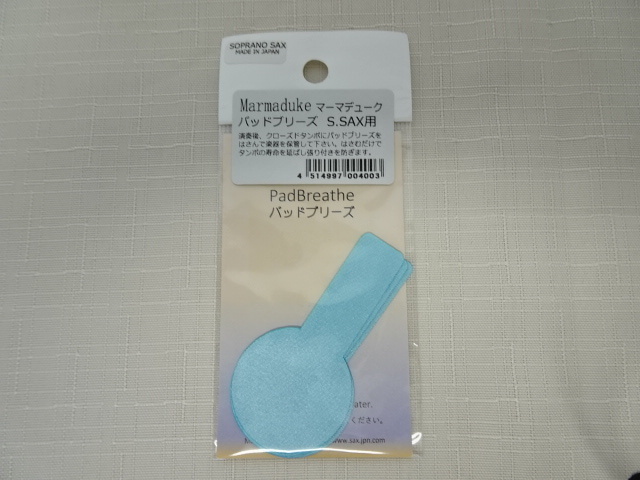 SOPRANO SAX
MADE IN JAPAN
Marmaduke マーマデューク
パッドブリーズ S.SAX用
演奏後、クローズドタンポにパッドブリーズを
はさんで楽器を保管して下さい。はさむだけで
タンポの寿命を延ばし張り付きを防ぎます。
4 514997 004003
PadBreathe
パッドブリーズ
ater.
ください。
www.sax.jpn.com